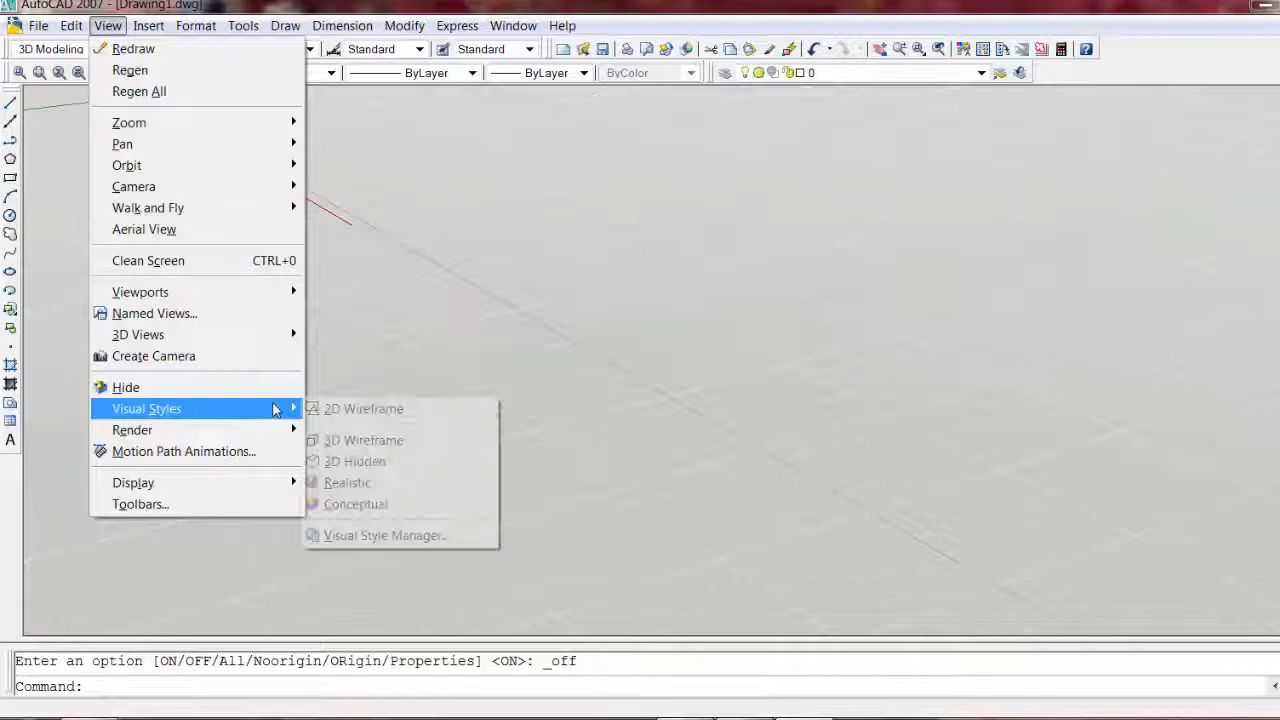 AutoCAD 2007 - [Drawing1.dwg]
File Edit View Insert Format Tools Draw Dimension Modify Express Window Help
3D Modeling Standard Standard
ByLayer ByLayer ByColor 0
Redraw
Regen
Regen All
Zoom
Pan
Orbit
Camera
Walk and Fly
Aerial View
Clean Screen CTRL+0
Viewports
Named Views...
3D Views
Create Camera
Hide
Visual Styles
Render
Motion Path Animations...
Display
Toolbars...
2D Wireframe
3D Wireframe
3D Hidden
Realistic
Conceptual
Visual Style Manager...
A
Enter an option [ON/OFF/All/Noorigin/ORigin/Properties] <ON>: _off
Command: